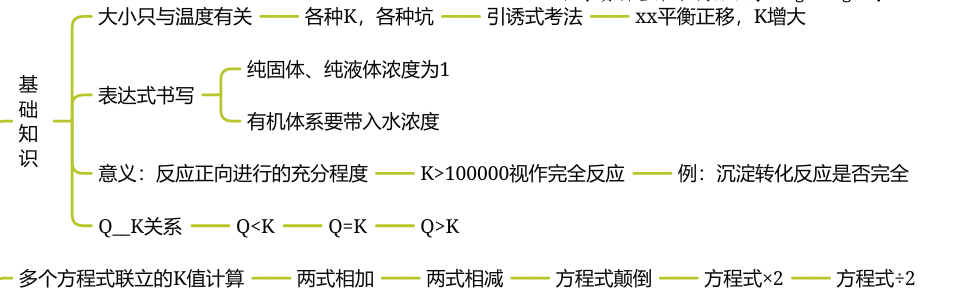 大小只与温度有关 各种K，各种坑 引诱式考法 xx平衡正移，K增大
基础知识
纯固体、纯液体浓度为1
表达式书写
有机体系要带入水浓度
意义：反应正向进行的充分程度 K>100000视作完全反应 例：沉淀转化反应是否完全
Q__K关系 Q<K Q=K Q>K
多个方程式联立的K值计算 两式相加 两式相减 方程式颠倒 方程式×2 方程式÷2